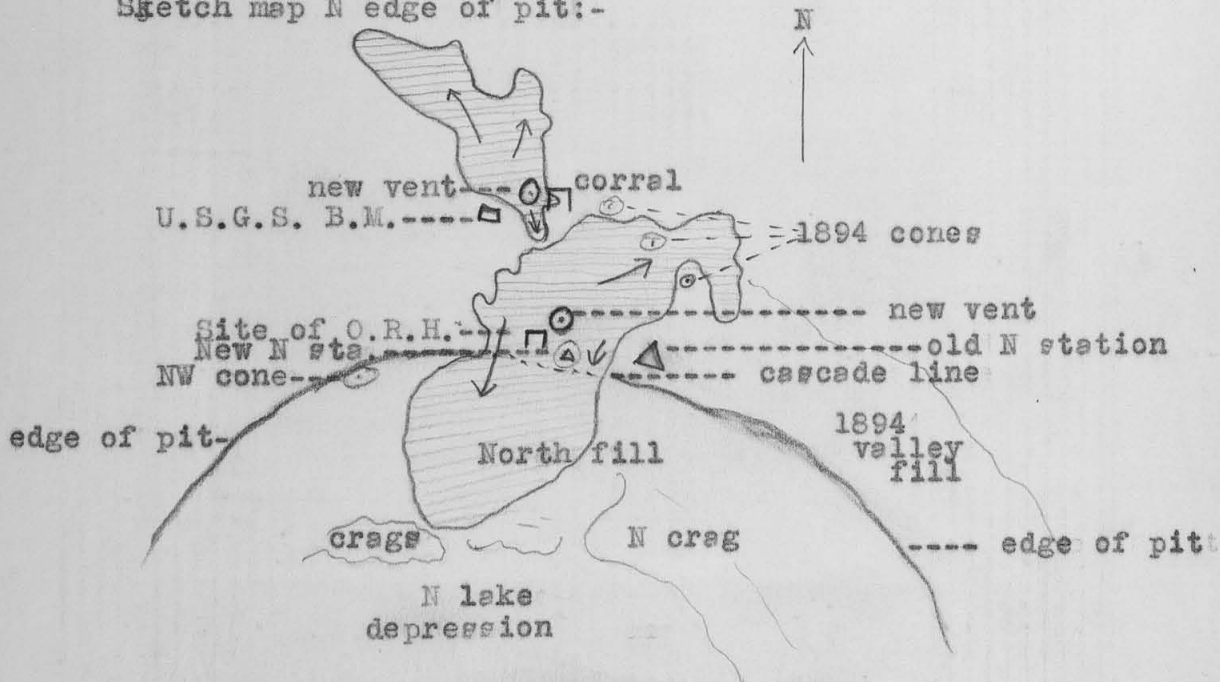 Sketch map N edge of pit:-
N
new vent---
corral
U.S.G.S. B.M.----
1894 cones
new vent
Site of O.R.H.---
New N sta.
old N station
NW cone--
cascade line
edge of pit-
1894
valley
fill
North fill
crags
N crag
---- edge of pit
N lake
depression